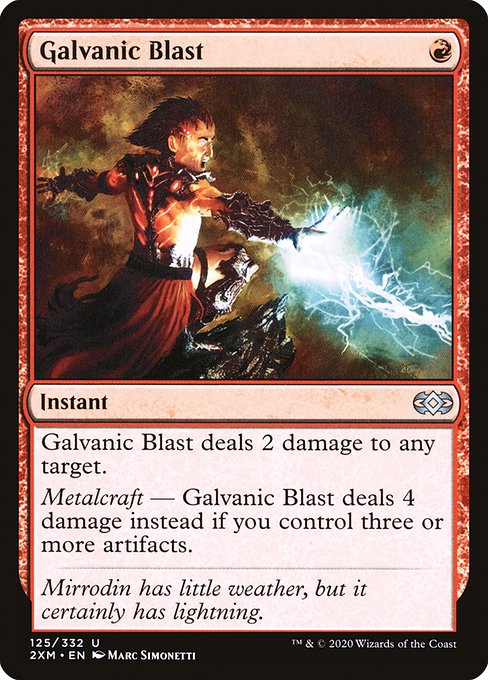 Galvanic Blast
Instant
Galvanic Blast deals 2 damage to any
target.
Metalcraft — Galvanic Blast deals 4
damage instead if you control three or
more artifacts.
Mirrodin has little weather, but it
certainly has lightning.
125/332 U
™ & © 2020 Wizards of the Coast
2XM • EN Marc Simonetti